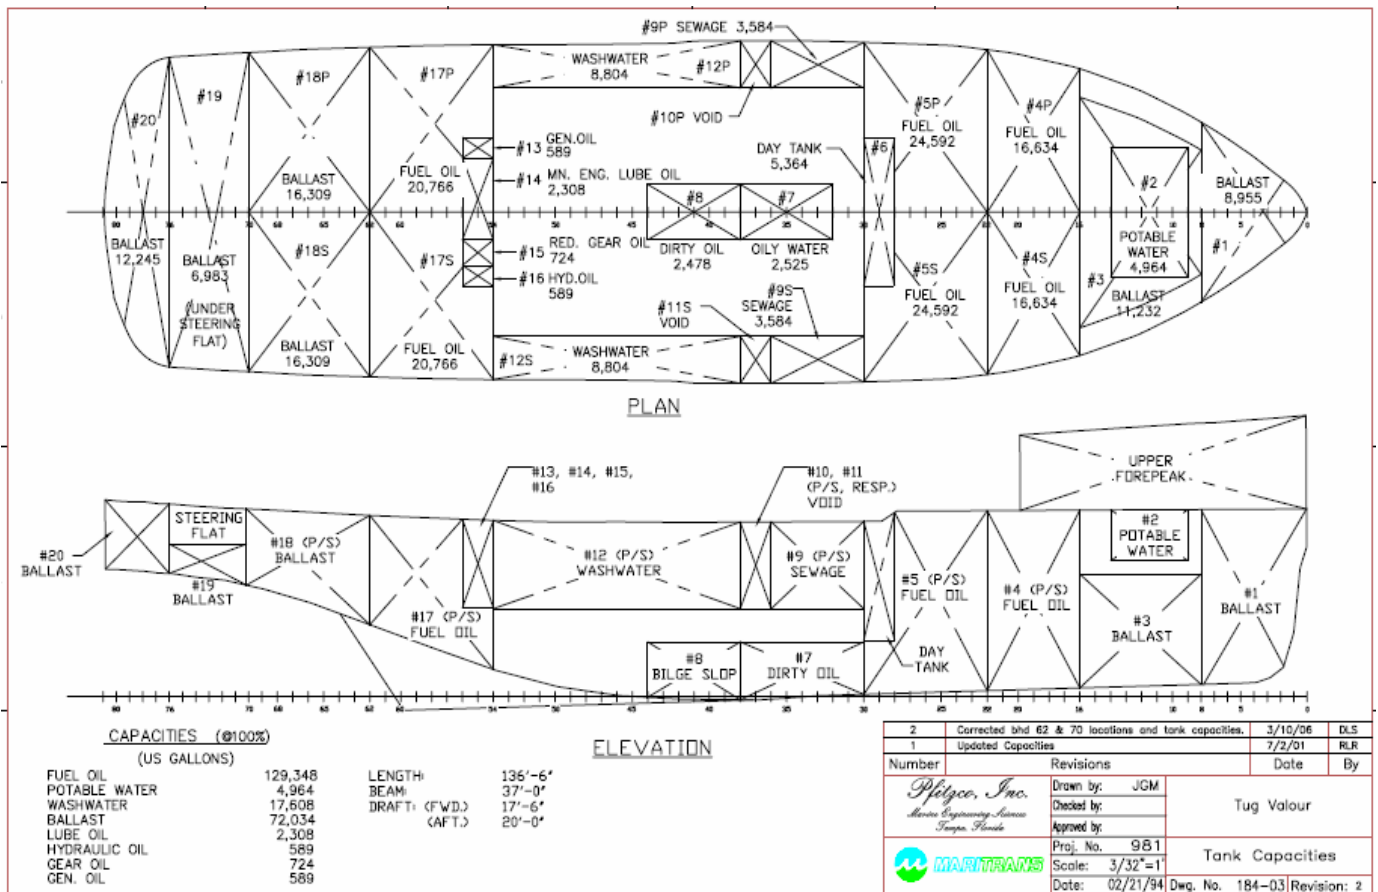 #9P SEWAGE 3,584
WASHWATER
8,804
#12P
#10P VOID
#20
#19
#18P
#17P
#13 GEN.OIL
589
#14 MN. ENG. LUBE OIL
2,308
DAY TANK
5,364
#6
#5P
FUEL OIL
24,592
#4P
FUEL OIL
16,634
#2
POTABLE
WATER
4,964
BALLAST
8,955
#1
BALLAST
16,309
FUEL OIL
20,766
BALLAST
12,245
BALLAST
6,983
(UNDER
STEERING
FLAT)
#18S
BALLAST
16,309
#17S
FUEL OIL
20,766
#15 RED. GEAR OIL
724
#16 HYD.OIL
589
#8
DIRTY OIL
2,478
#7
OILY WATER
2,525
#11S
VOID
#9S
SEWAGE
3,584
#12S
WASHWATER
8,804
#5S
FUEL OIL
24,592
#4S
FUEL OIL
16,634
#3
BALLAST
11,232
PLAN
#13, #14, #15,
#16
#10, #11
(P/S, RESP.)
VOID
UPPER
FOREPEAK
#20
BALLAST
STEERING
FLAT
#19
BALLAST
#18 (P/S)
BALLAST
#17 (P/S)
FUEL OIL
#12 (P/S)
WASHWATER
#9 (P/S)
SEWAGE
#8
BILGE SLOP
#7
DIRTY OIL
#5 (P/S)
FUEL OIL
DAY
TANK
#4 (P/S)
FUEL OIL
#2
POTABLE
WATER
#3
BALLAST
#1
BALLAST
ELEVATION
CAPACITIES (@100%)
(US GALLONS)
FUEL OIL 129,348
POTABLE WATER 4,964
WASHWATER 17,608
BALLAST 72,034
LUBE OIL 2,308
HYDRAULIC OIL 589
GEAR OIL 724
GEN. OIL 589
LENGTH: 136'-6"
BEAM: 37'-0"
DRAFT: (FWD.) 17'-6"
(AFT.) 20'-0"
2 Corrected bhd 62 & 70 locations and tank capacities. 3/10/06 DLS
1 Updated Capacities 7/2/01 RLR
Number Revisions Date By
Pfitzco, Inc.
Marine Engineering Sciences
Tampa, Florida
MARITRANS
Drawn by: JGM
Checked by:
Approved by:
Proj. No. 981
Scale: 3/32"=1'
Date: 02/21/94
Tug Valour
Tank Capacities
Dwg. No. 184-03 Revision: 2